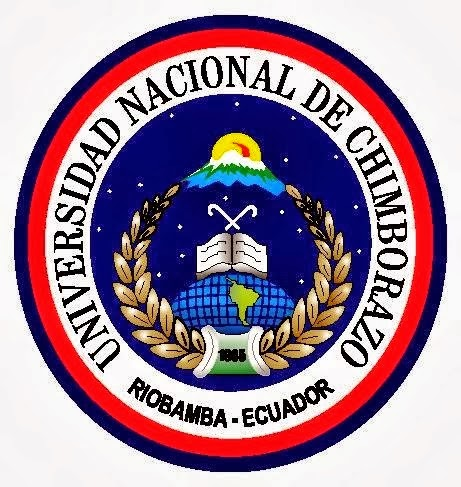 UNIVERSIDAD NACIONAL DE CHIMBORAZO
1995
RIOBAMBA - ECUADOR